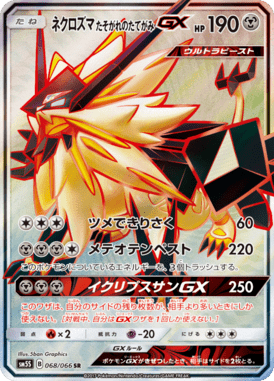 たね ネクロズマ たそがれのたてがみGX HP190
ウルトラビースト
ツメできりさく 60
メテオテンペスト 220
このポケモンについているエネルギーを、3個トラッシュする。
イクリプスサンGX 250
このワザは、自分のサイドの残り枚数が、相手より多いときにし
か使えない。[対戦中、自分はGXワザを1回しか使えない。]
弱点 ×2 抵抗力 -20 にげる
Illus. 5ban Graphics
GXルール
SM5S 068/066 SR
ポケモンGXがきぜつしたとき、相手はサイドを2枚とる。